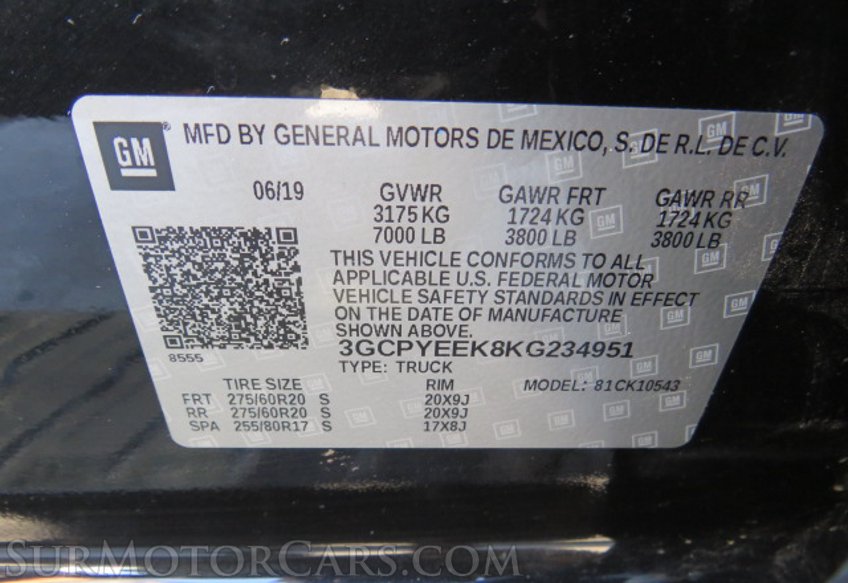 GM ® MFD BY GENERAL MOTORS DE MEXICO, S. DE R.L. DE C.V.
06/19 GVWR GAWR FRT GAWR RR
3175 KG 1724 KG 1724 KG
7000 LB 3800 LB 3800 LB
THIS VEHICLE CONFORMS TO ALL
APPLICABLE U.S. FEDERAL MOTOR
VEHICLE SAFETY STANDARDS IN EFFECT
ON THE DATE OF MANUFACTURE
SHOWN ABOVE.
8555
3GCPYEEK8KG234951
TYPE: TRUCK
TIRE SIZE RIM MODEL: 81CK10543
FRT 275/60R20 S 20X9J
RR 275/60R20 S 20X9J
SPA 255/80R17 S 17X8J
SurMotorCars.com